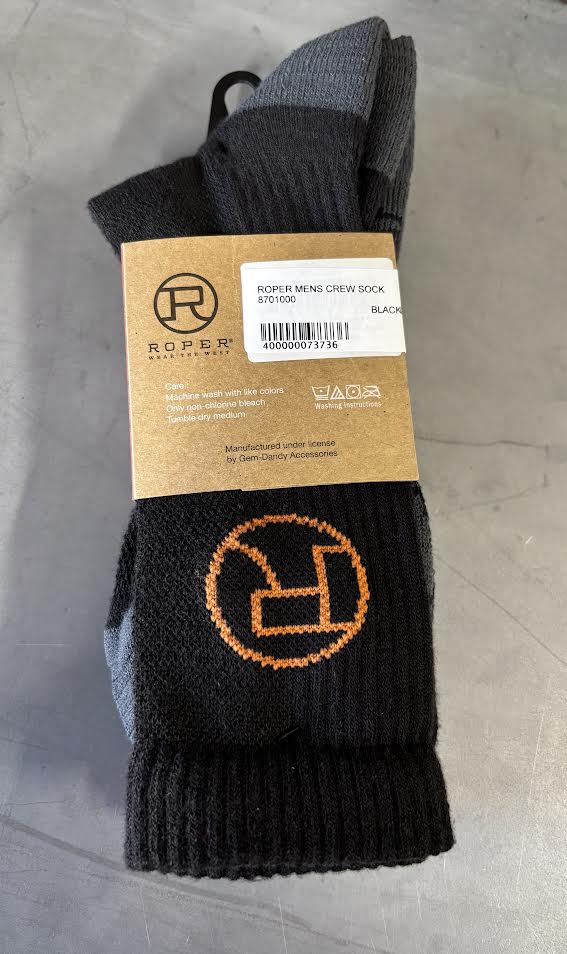 ROPER MENS CREW SOCK
8701000
BLACK
400000073736
R
ROPER®
WEAR THE WEST
Care :
Machine wash with like colors
Only non-chlorine bleach
Tumble dry medium
Washing Instructions
Manufactured under license
by Gem-Dandy Accessories
R